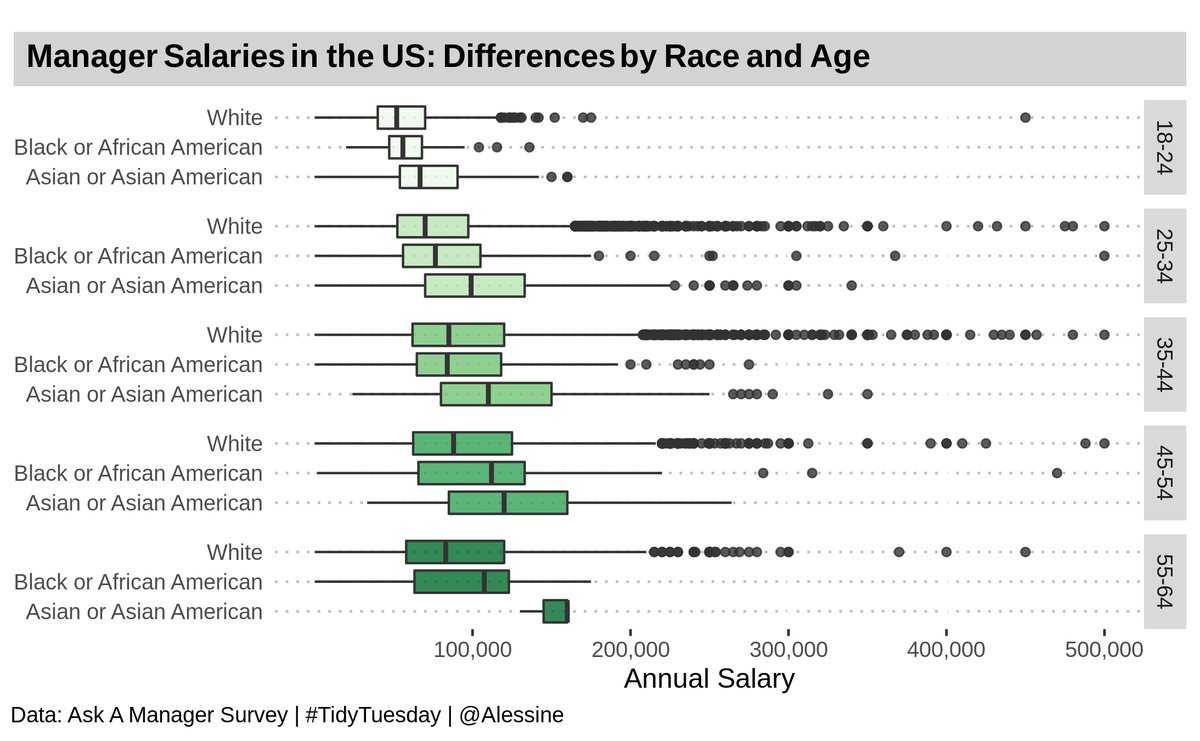 Manager Salaries in the US: Differences by Race and Age
White
Black or African American
Asian or Asian American
18-24
White
Black or African American
Asian or Asian American
25-34
White
Black or African American
Asian or Asian American
35-44
White
Black or African American
Asian or Asian American
45-54
White
Black or African American
Asian or Asian American
55-64
100,000 200,000 300,000 400,000 500,000
Annual Salary
Data: Ask A Manager Survey | #TidyTuesday | @Alessine